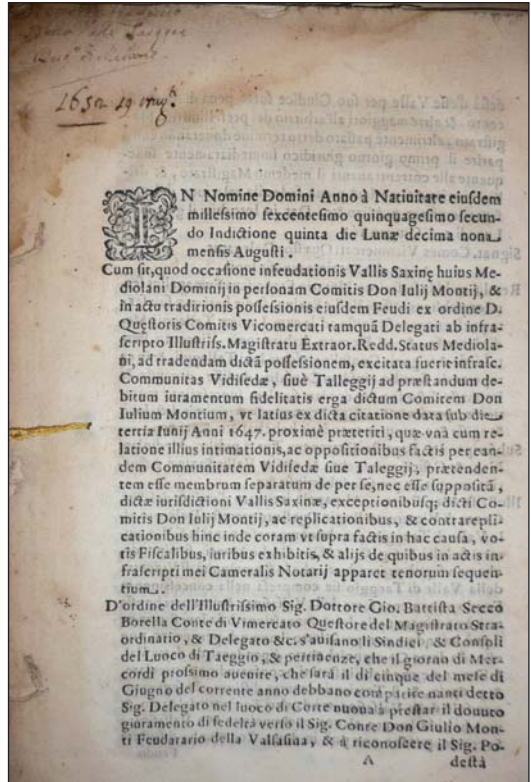 1652 19 Aug.
IN Nomine Domini Anno à Natiuitate eiusdem
millesimo sexcentesimo quinquagesimo secun-
do Indictione quinta die Lunæ decima nona
mensis Augusti.
Cum sit, quod occasione infeudationis Vallis Saxinę huius Me-
diolani Dominij in personam Comitis Don Iulij Montij, &
in actu traditionis possessionis eiusdem Feudi ex ordine D.
Quęstoris Comitis Vicomercati tamquā Delegati ab infra-
scripto Illustriss. Magistratu Extraor. Redd. Status Mediola-
ni, ad tradendam dictā possessionem, excitata fuerit infrasc.
Communitas Vidisedæ, siuè Talleggij ad præstandum de-
bitum iuramentum fidelitatis erga dictum Comitem Don
Iulium Montium, vt latius ex dicta citatione data sub die
tertia Iunij Anni 1647. proximè prætetiti, quæ vnà cum re-
latione illius intimationis, ac oppositionibus factis per ean-
dem Communitatem Vidisedæ siue Taleggij, prætenden-
tem esse membrum separatum de per se, nec esse suppositā,
dictæ iurisdictioni Vallis Saxinæ, exceptionibusq; dicti Co-
mitis Don Iulij Montij, ac replicationibus, & contrarepli-
cationibus hinc inde coram vt supra factis in hac causa, vo-
tis Fiscalibus, iuribus exhibitis, & alijs de quibus in actis in-
frascripti mei Cameralis Notarij apparet tenorum sequen-
tium.
D'ordine dell'Illustrissimo Sig. Dottore Gio. Battista Secco
Borella Conte di Vimercato Questore del Magistrato Stra-
ordinatio, & Delegato &c. s'auisano li Sindici, & Consoli
del Luoco di Taeggio, & pertinenze, che il giorno di Mer-
cordi prossimo auenire, che sarà il di cinque del mese di
Giugno del corrente anno debbano comparire nanti detto
Sig. Delegato nel luoco di Corte nuoua à prestar il douuto
giuramento di fedeltà verso il Sig. Conte Don Giulio Mon-
ti Feudatario della Valsasina, & à riconoscere il Sig. Po-
A destà